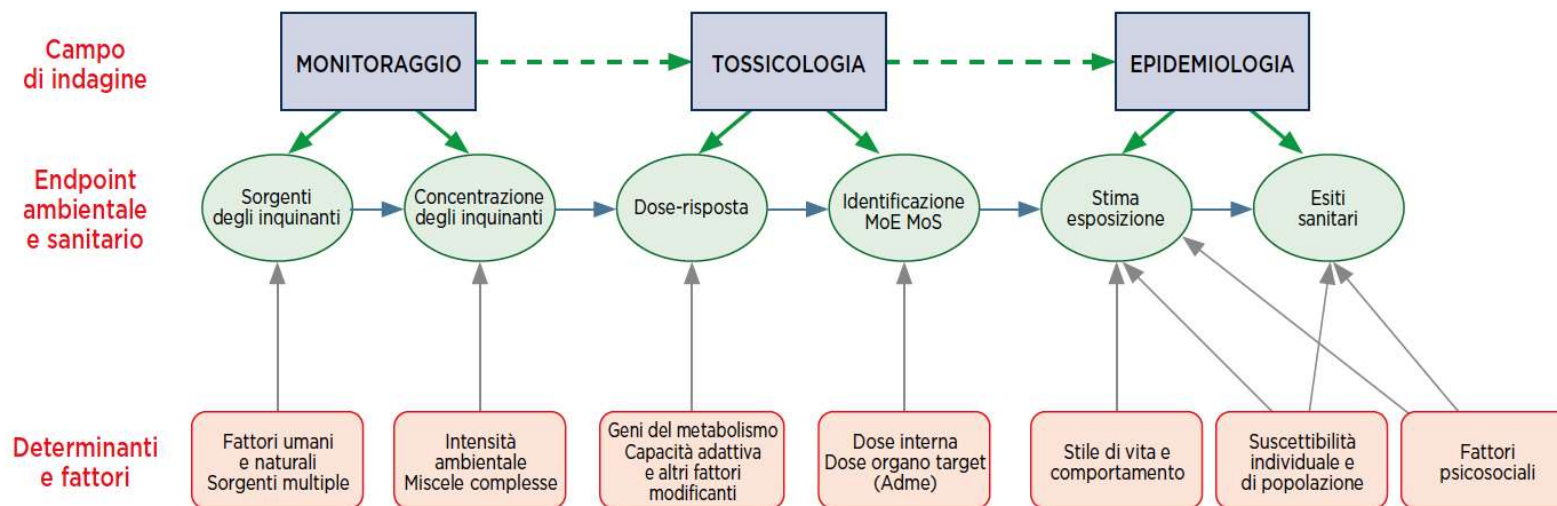 Campo
di indagine
MONITORAGGIO
TOSSICOLOGIA
EPIDEMIOLOGIA
Endpoint
ambientale
e sanitario
Sorgenti
degli inquinanti
Concentrazione
degli inquinanti
Dose-risposta
Identificazione
MoE MoS
Stima
esposizione
Esiti
sanitari
Determinanti
e fattori
Fattori umani
e naturali
Sorgenti multiple
Intensità
ambientale
Miscele complesse
Geni del metabolismo
Capacità adattiva
e altri fattori
modificanti
Dose interna
Dose organo target
(Adme)
Stile di vita e
comportamento
Suscettibilità
individuale e
di popolazione
Fattori
psicosociali